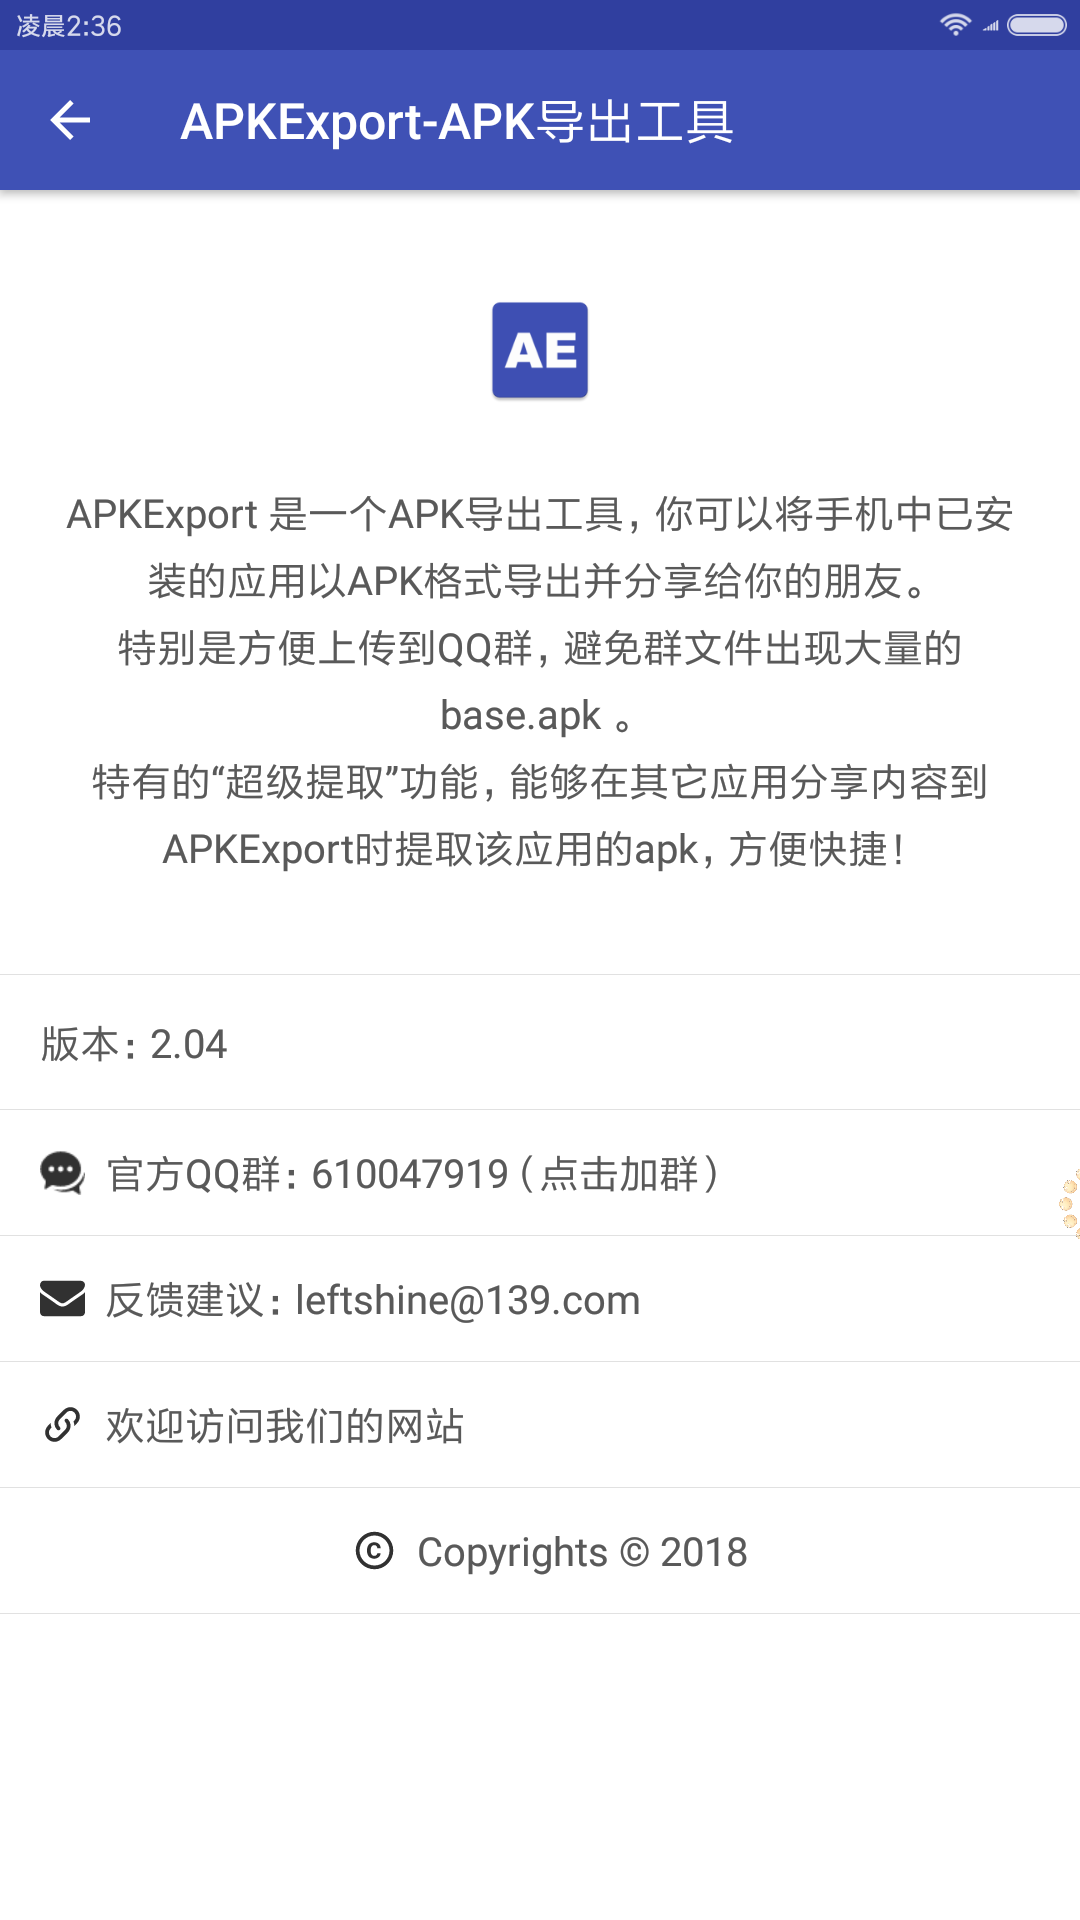 凌晨2:36
APKExport-APK导出工具
AE
APKExport 是一个APK导出工具，你可以将手机中已安
装的应用以APK格式导出并分享给你的朋友。
特别是方便上传到QQ群，避免群文件出现大量的
base.apk 。
特有的“超级提取”功能，能够在其它应用分享内容到
APKExport时提取该应用的apk，方便快捷！
版本：2.04
官方QQ群：610047919（点击加群）
反馈建议：leftshine@139.com
欢迎访问我们的网站
Copyrights © 2018